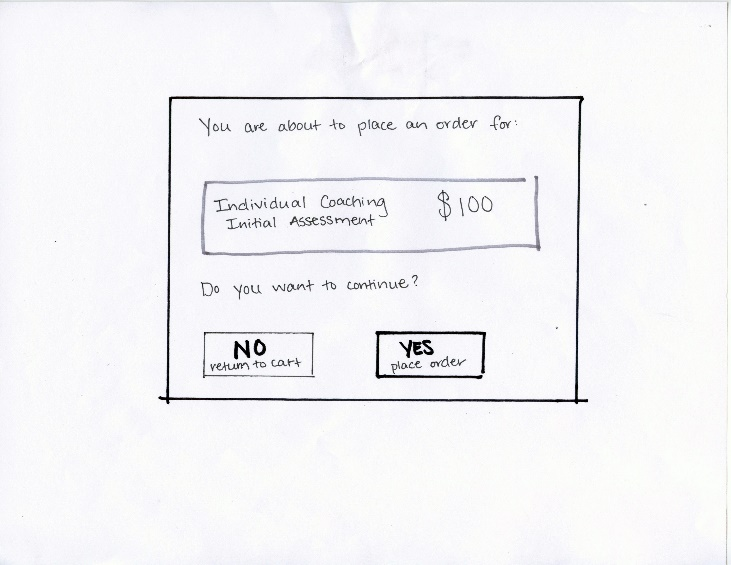 You are about to place an order for:
Individual Coaching $100
Initial Assessment
Do you want to continue?
NO
return to cart
YES
place order